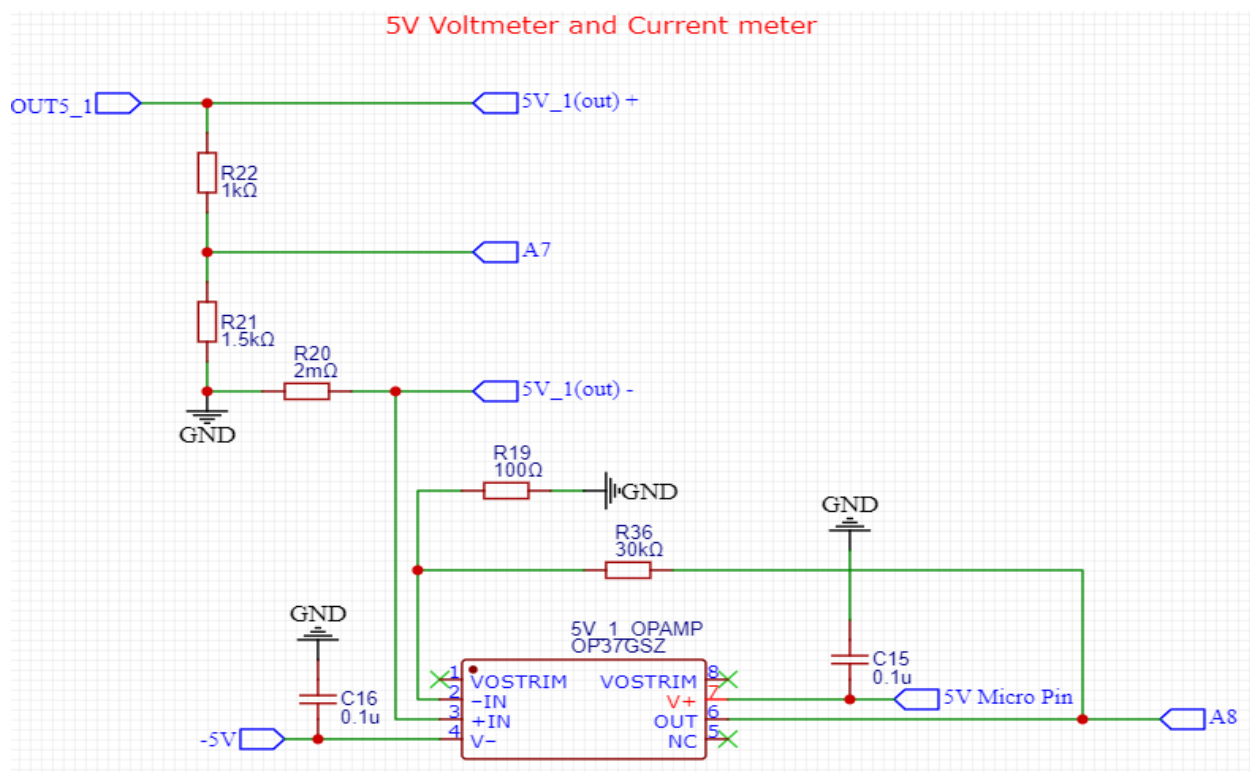 5V Voltmeter and Current meter
OUT5_1
5V_1(out) +
R22
1kΩ
A7
R21
1.5kΩ
R20
2mΩ
5V_1(out) -
GND
R19
100Ω
GND
GND
R36
30kΩ
GND
5V_1_OPAMP
OP37GSZ
C15
0.1u
C16
0.1u
1 VOSTRIM VOSTRIM 8
2 -IN V+ 7
5V Micro Pin
3 +IN OUT 6
A8
-5V
4 V- NC 5